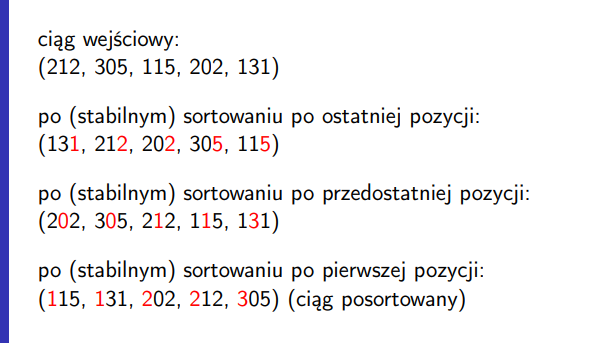 ciąg wejściowy:
(212, 305, 115, 202, 131)
po (stabilnym) sortowaniu po ostatniej pozycji:
(131, 212, 202, 305, 115)
po (stabilnym) sortowaniu po przedostatniej pozycji:
(202, 305, 212, 115, 131)
po (stabilnym) sortowaniu po pierwszej pozycji:
(115, 131, 202, 212, 305) (ciąg posortowany)